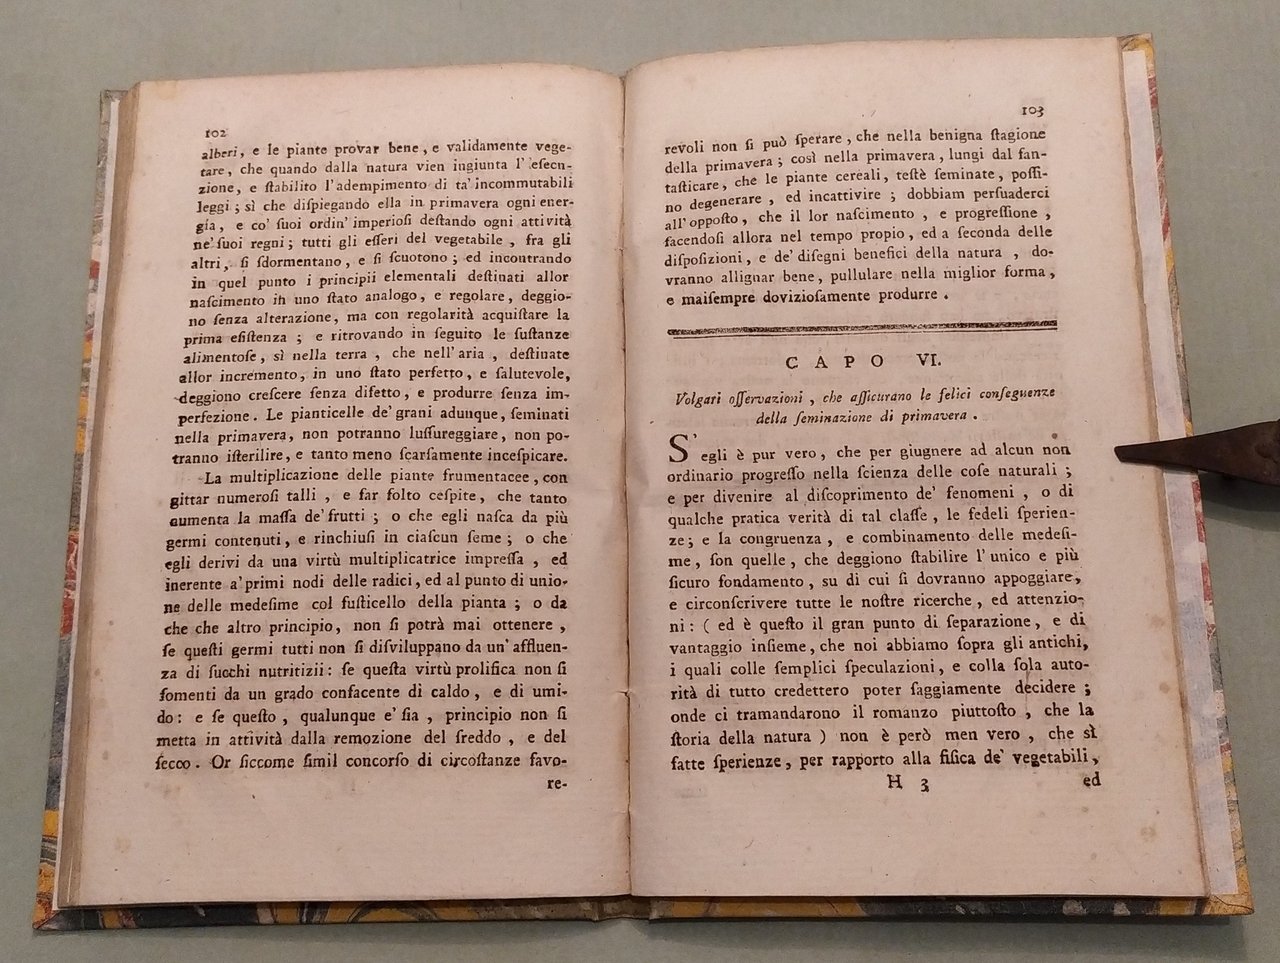 102
alberi, e le piante provar bene, e validamente vege-
tare, che quando dalla natura vien ingiunta l'esecu-
zione, e ſtabilito l'adempimento di ta' incommutabili
leggi; sì che diſpiegando ella in primavera ogni ener-
gía, e co' ſuoi ordin' imperioſi deſtando ogni attività
ne' ſuoi regni; tutti gli eſſeri del vegetabile, fra gli
altri, ſi ſdormentano, e ſi ſcuotono; ed incontrando
in quel punto i principii elementali deſtinati allor
naſcimento in uno ſtato analogo, e regolare, deggio-
no ſenza alterazione, ma con regolarità acquiſtare la
prima eſiſtenza; e ritrovando in ſeguito le ſuſtanze
alimentoſe, sì nella terra, che nell'aria, deſtinate
allor incremento, in uno ſtato perfetto, e ſalutevole,
deggiono creſcere ſenza difetto, e produrre ſenza im-
perfezione. Le pianticelle de' grani adunque, ſeminati
nella primavera, non potranno luſſureggiare, non po-
tranno iſterilire, e tanto meno ſcarſamente inceſpicare.
La multiplicazione delle piante frumentacee, con
gittar numeroſi talli, e far folto ceſpite, che tanto
aumenta la maſſa de' frutti; o che egli naſca da più
germi contenuti, e rinchiuſi in ciaſcun ſeme; o che
egli derivi da una virtù multiplicatrice impreſſa, ed
inerente a' primi nodi delle radici, ed al punto di unio-
ne delle medeſime col fuſticello della pianta; o da
che che altro principio, non ſi potrà mai ottenere,
ſe queſti germi tutti non ſi diſviluppano da un' affluen-
za di ſucchi nutritizii: ſe queſta virtù prolifica non ſi
fomenti da un grado confacente di caldo, e di umi-
do: e ſe queſto, qualunque e' ſia, principio non ſi
metta in attività dalla remozione del freddo, e del
ſecco. Or ſiccome ſimil concorſo di circoſtanze favo-
re-
103
revoli non ſi può ſperare, che nella benigna ſtagione
della primavera; così nella primavera, lungi dal fan-
taſticare, che le piante cereali, teſtè ſeminate, poſſi-
no degenerare, ed incattivire; dobbiam perſuaderci
all'oppoſto, che il lor naſcimento, e progreſſione,
facendoſi allora nel tempo propio, ed a ſeconda delle
diſpoſizioni, e de' diſegni benefici della natura, do-
vranno allignar bene, pullulare nella miglior forma,
e maiſempre dovizioſamente produrre.
CAPO VI.
Volgari oſſervazioni, che aſſicurano le felici conſeguenze
della ſeminazione di primavera.
S' egli è pur vero, che per giugnere ad alcun non
ordinario progreſſo nella ſcienza delle coſe naturali;
e per divenire al diſcoprimento de' fenomeni, o di
qualche pratica verità di tal claſſe, le fedeli ſperien-
ze; e la congruenza, e combinamento delle medeſi-
me, ſon quelle, che deggiono ſtabilire l'unico e più
ſicuro fondamento, su di cui ſi dovranno appoggiare,
e circonſcrivere tutte le noſtre ricerche, ed attenzio-
ni: (ed è queſto il gran punto di ſeparazione, e di
vantaggio inſieme, che noi abbiamo ſopra gli antichi,
i quali colle ſemplici ſpeculazioni, e colla ſola auto-
rità di tutto credettero poter ſaggiamente decidere;
onde ci tramandarono il romanzo piuttoſto, che la
ſtoria della natura) non è però men vero, che sì
fatte ſperienze, per rapporto alla fiſica de' vegetabili,
H 3 ed